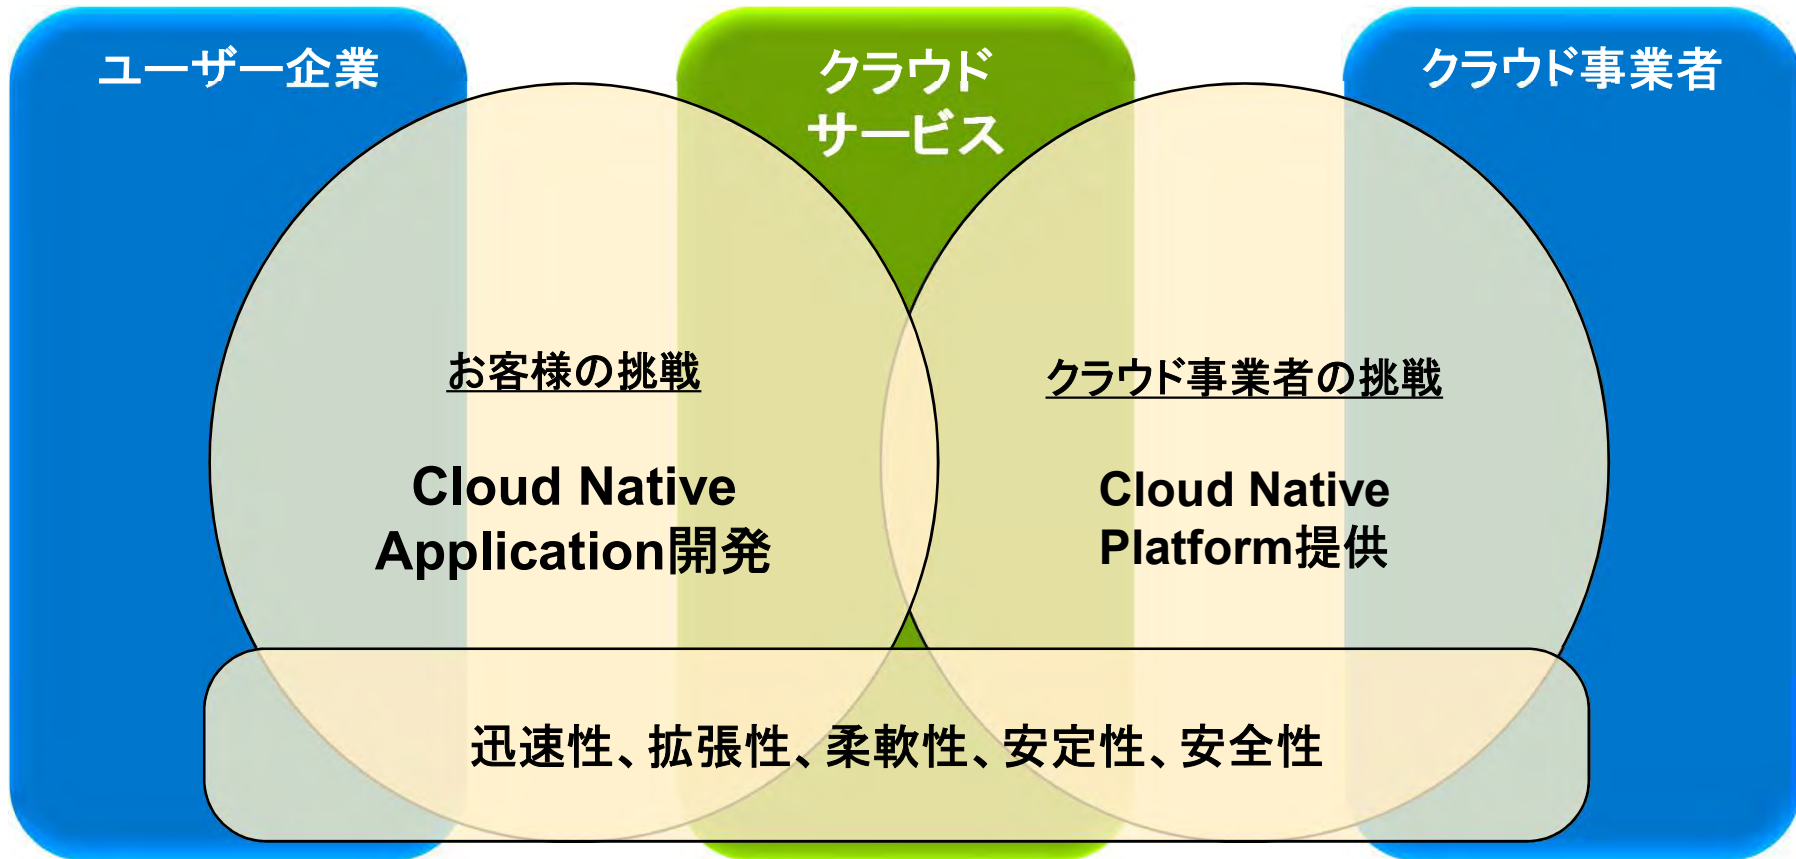 ユーザー企業
クラウド
サービス
クラウド事業者
お客様の挑戦
Cloud Native
Application開発
クラウド事業者の挑戦
Cloud Native
Platform提供
迅速性、拡張性、柔軟性、安定性、安全性